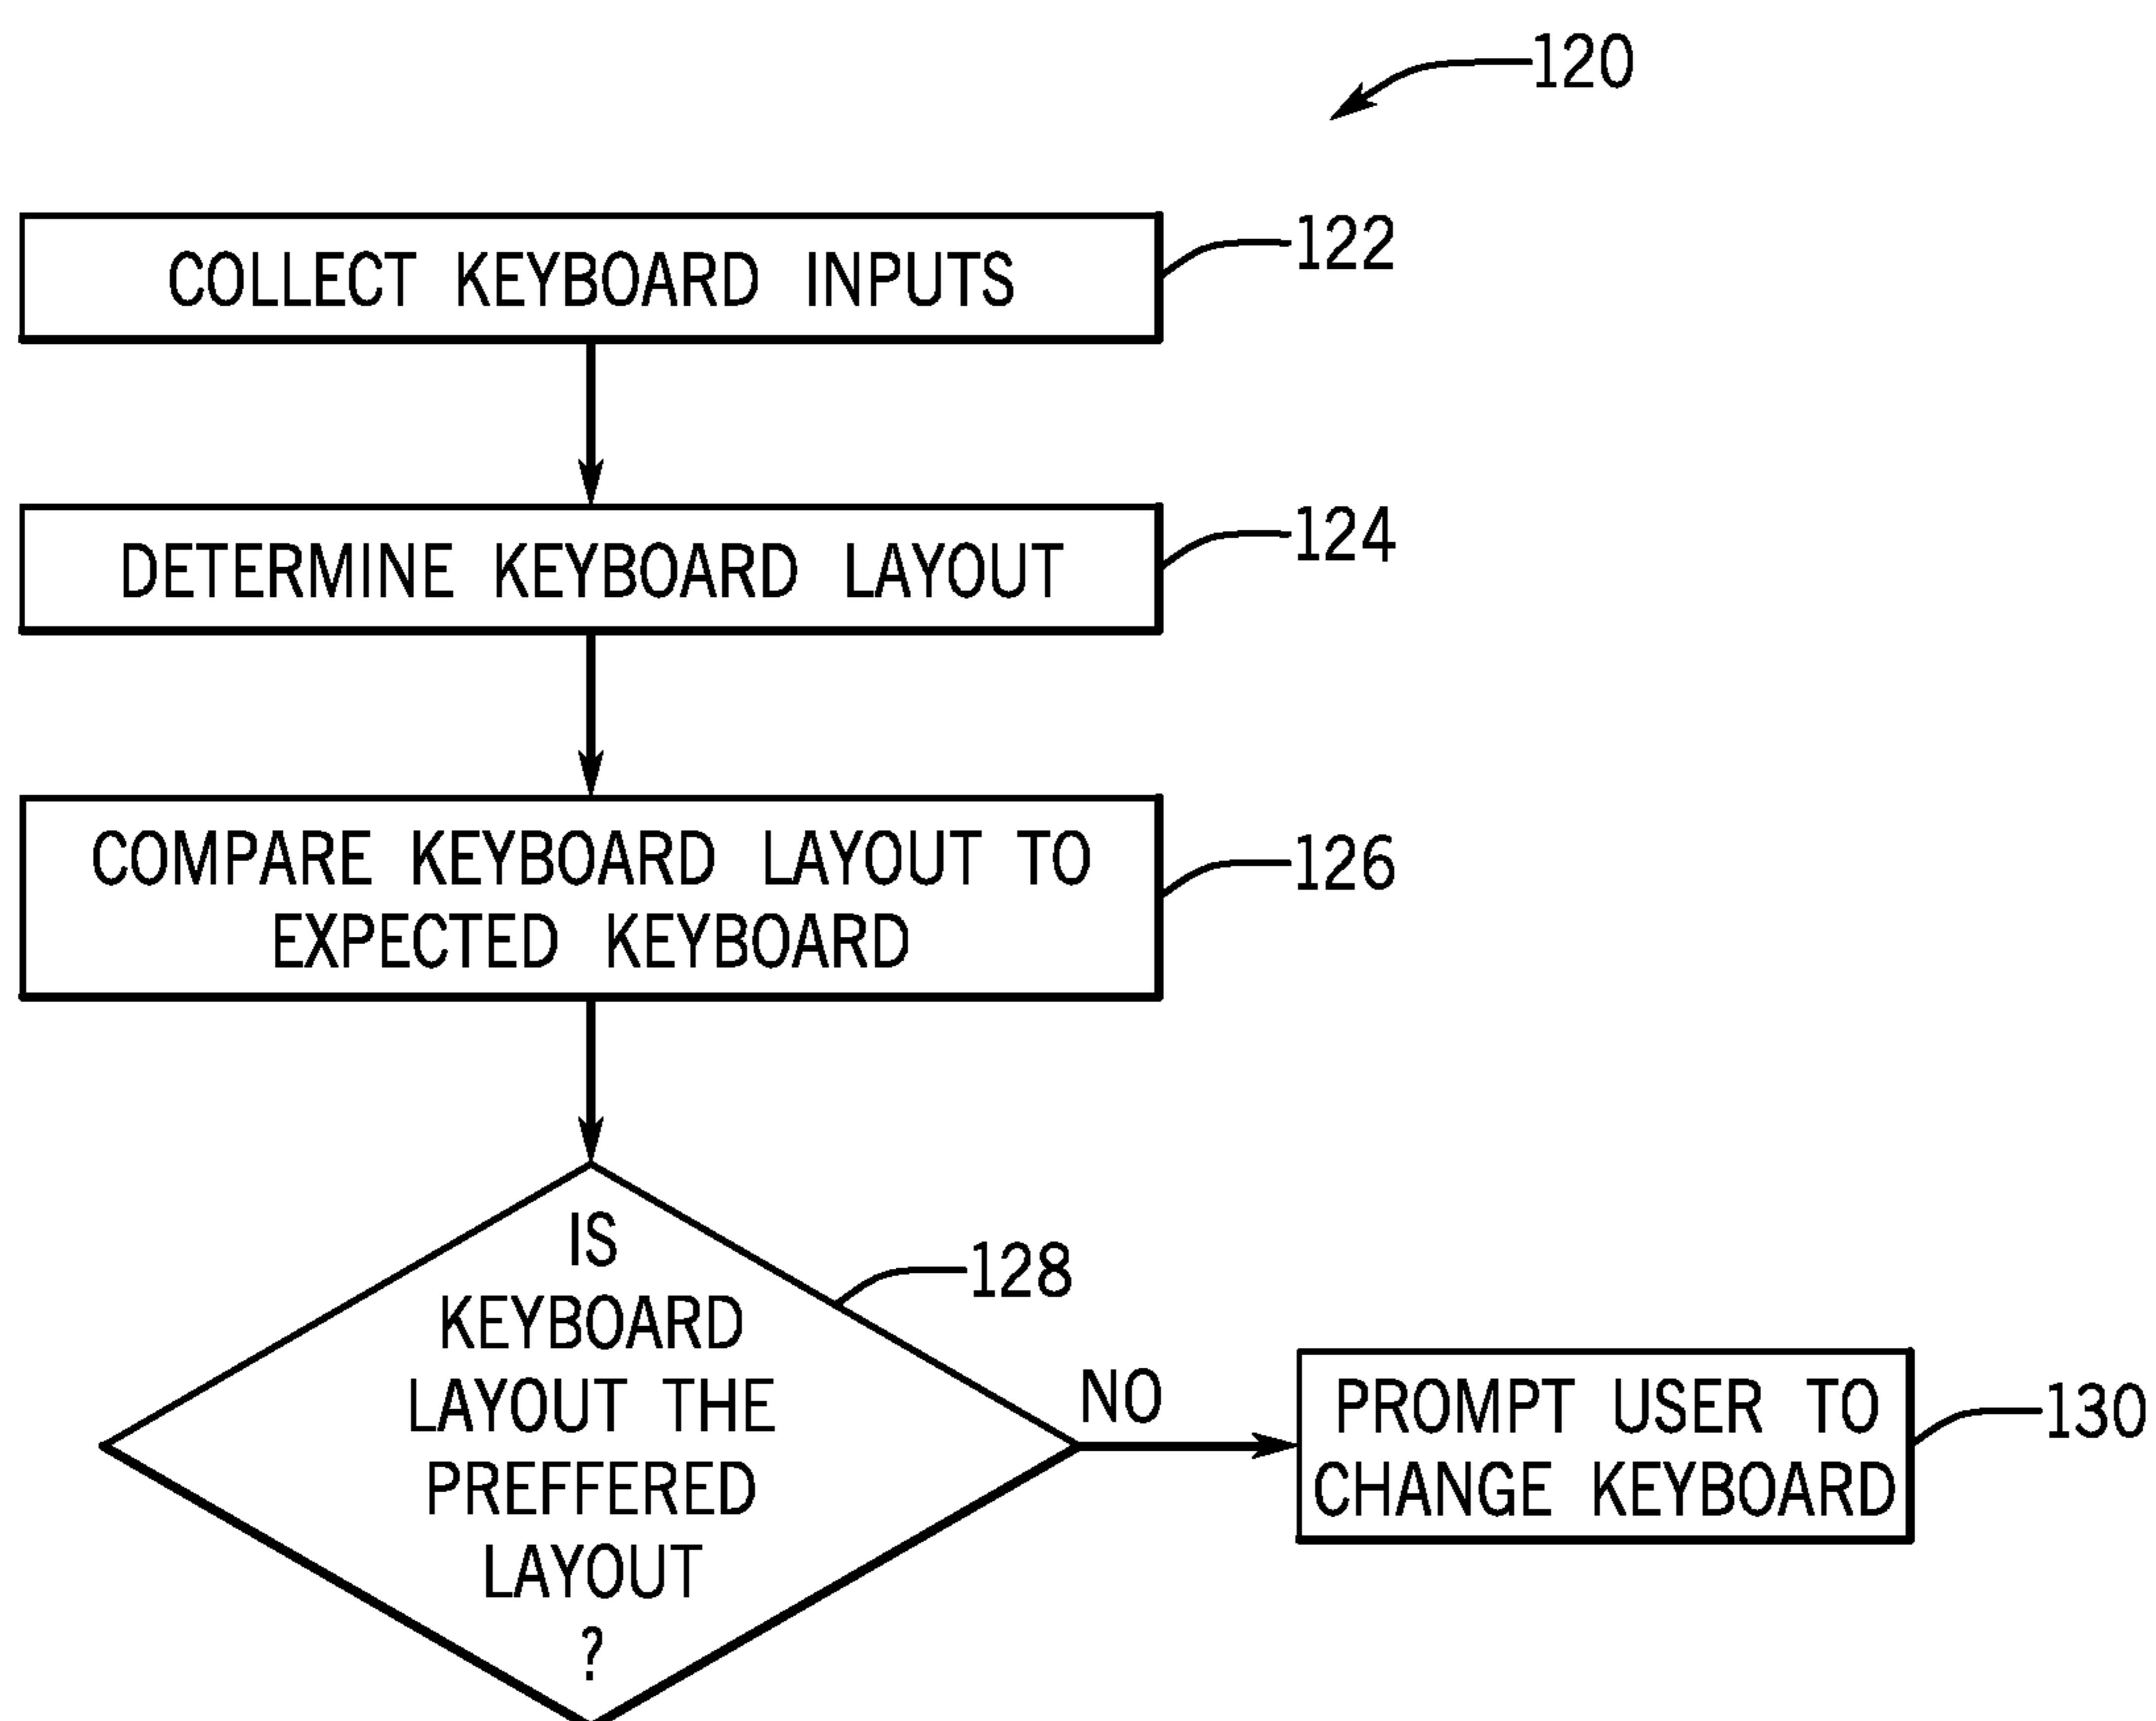 120
COLLECT KEYBOARD INPUTS
122
DETERMINE KEYBOARD LAYOUT
124
COMPARE KEYBOARD LAYOUT TO
EXPECTED KEYBOARD
126
IS
KEYBOARD
LAYOUT THE
PREFFERED
LAYOUT
?
128
NO
PROMPT USER TO
CHANGE KEYBOARD
130